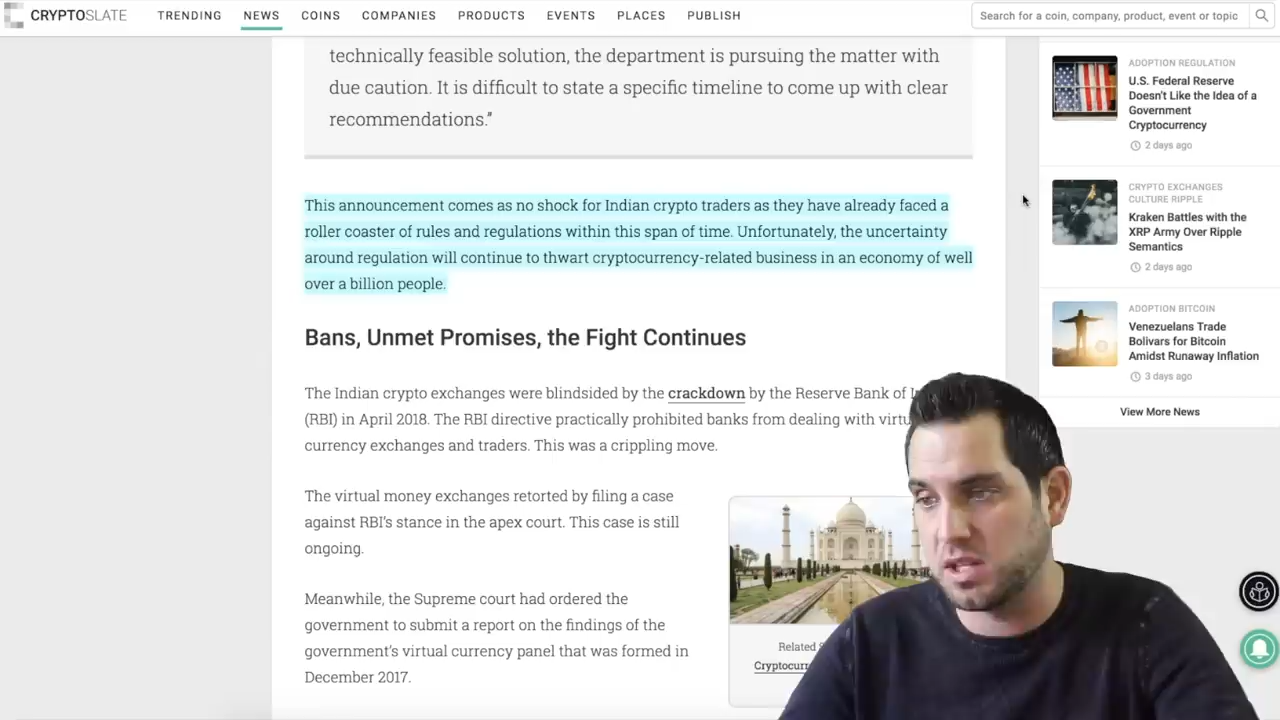 CRYPTOSLATE
TRENDING NEWS COINS COMPANIES PRODUCTS EVENTS PLACES PUBLISH
Search for a coin, company, product, event or topic
technically feasible solution, the department is pursuing the matter with
due caution. It is difficult to state a specific timeline to come up with clear
recommendations.”
This announcement comes as no shock for Indian crypto traders as they have already faced a
roller coaster of rules and regulations within this span of time. Unfortunately, the uncertainty
around regulation will continue to thwart cryptocurrency-related business in an economy of well
over a billion people.
Bans, Unmet Promises, the Fight Continues
The Indian crypto exchanges were blindsided by the crackdown by the Reserve Bank of
(RBI) in April 2018. The RBI directive practically prohibited banks from dealing with
currency exchanges and traders. This was a crippling move.
The virtual money exchanges retorted by filing a case
against RBI’s stance in the apex court. This case is still
ongoing.
Meanwhile, the Supreme court had ordered the
government to submit a report on the findings of the
government’s virtual currency panel that was formed in
December 2017.
Related
ADOPTION REGULATION
U.S. Federal Reserve
Doesn’t Like the Idea of a
Government
Cryptocurrency
2 days ago
CRYPTO EXCHANGES
CULTURE RIPPLE
Kraken Battles with the
XRP Army Over Ripple
Semantics
2 days ago
ADOPTION BITCOIN
Venezuelans Trade
Bolivars for Bitcoin
Amidst Runaway Inflation
3 days ago
View More News